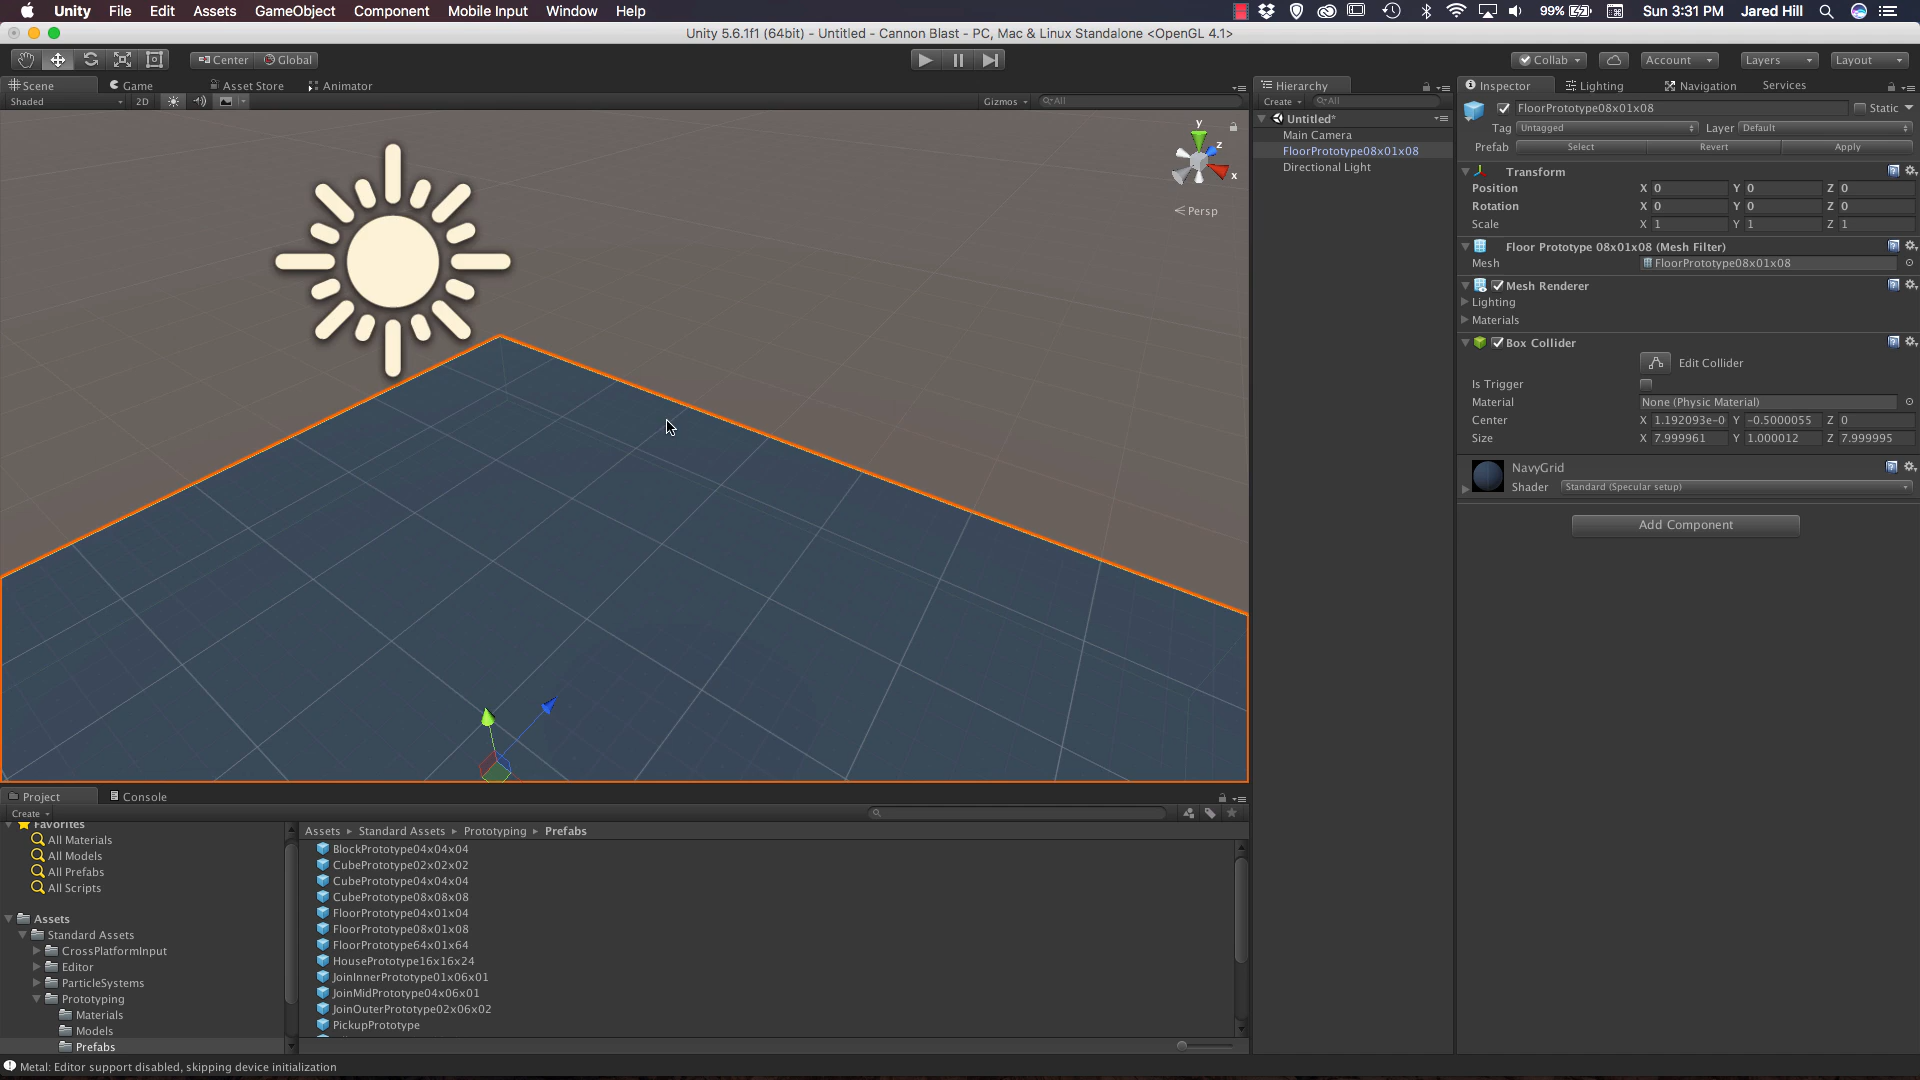 Unity File Edit Assets GameObject Component Mobile Input Window Help 99% Sun 3:31 PM Jared Hill
Unity 5.6.1f1 (64bit) - Untitled - Cannon Blast - PC, Mac & Linux Standalone <OpenGL 4.1>
Center Global Collab Account Layers Layout
Scene Game Asset Store Animator
Shaded 2D Gizmos All
y
z
x
Persp
Hierarchy
Create All
Untitled*
Main Camera
FloorPrototype08x01x08
Directional Light
Inspector Lighting Navigation Services
FloorPrototype08x01x08 Static
Tag Untagged Layer Default
Prefab Select Revert Apply
Transform
Position X 0 Y 0 Z 0
Rotation X 0 Y 0 Z 0
Scale X 1 Y 1 Z 1
Floor Prototype 08x01x08 (Mesh Filter)
Mesh FloorPrototype08x01x08
Mesh Renderer
Lighting
Materials
Box Collider
Edit Collider
Is Trigger
Material None (Physic Material)
Center X 1.192093e-0 Y -0.5000055 Z 0
Size X 7.999961 Y 1.000012 Z 7.999995
NavyGrid
Shader Standard (Specular setup)
Add Component
Project Console
Create
Favorites
All Materials
All Models
All Prefabs
All Scripts
Assets
Standard Assets
CrossPlatformInput
Editor
ParticleSystems
Prototyping
Materials
Models
Prefabs
Assets Standard Assets Prototyping Prefabs
BlockPrototype04x04x04
CubePrototype02x02x02
CubePrototype04x04x04
CubePrototype08x08x08
FloorPrototype04x01x04
FloorPrototype08x01x08
FloorPrototype64x01x64
HousePrototype16x16x24
JoinInnerPrototype01x06x01
JoinMidPrototype04x06x01
JoinOuterPrototype02x06x02
PickupPrototype
Metal: Editor support disabled, skipping device initialization